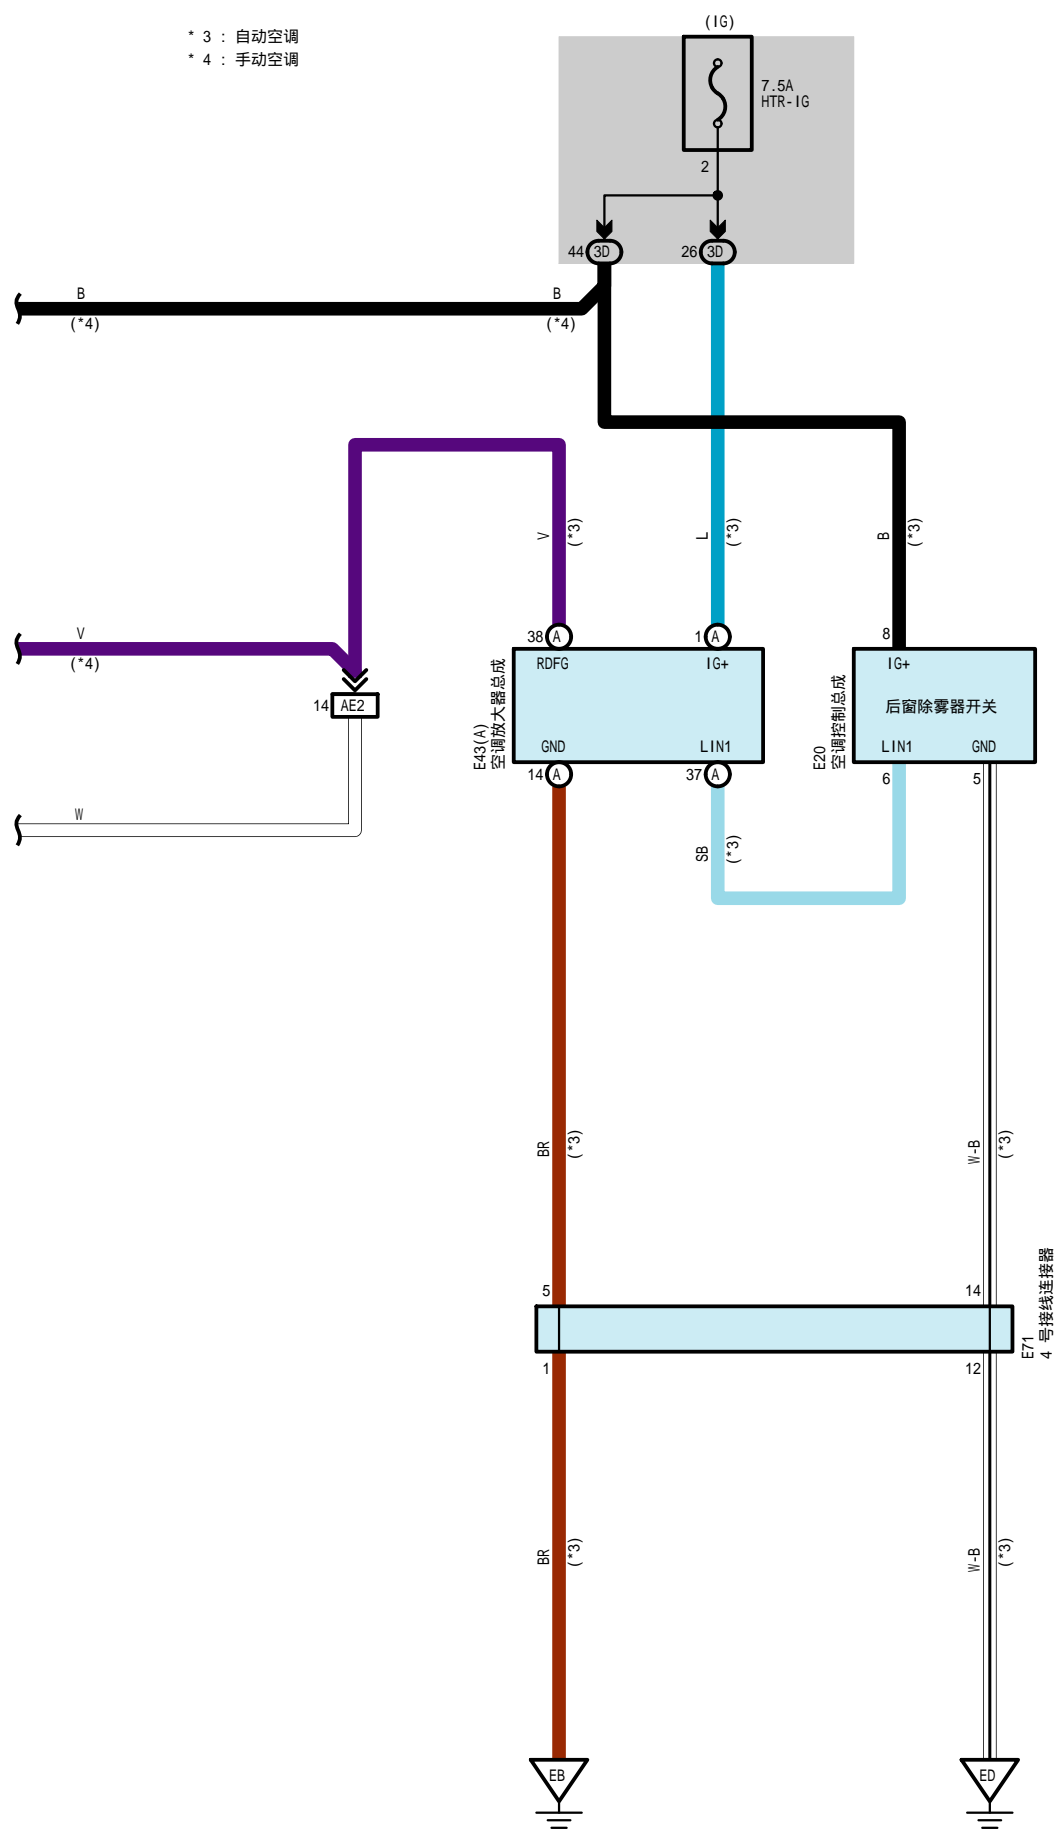 (IG)
* 3 : 自动空调
* 4 : 手动空调
7.5A
HTR-IG
2
44 3D
26 3D
B
(*4)
B
(*4)
V
(*3)
L
(*3)
B
(*3)
V
(*4)
38 A
1 A
8
RDFG
IG+
IG+
14 AE2
E43(A)
空调放大器总成
E20
空调控制总成
后窗除雾器开关
GND
LIN1
LIN1
GND
14 A
37 A
6
5
W
SB
(*3)
BR
(*3)
W-B
(*3)
5
14
E71
4 号接线连接器
1
12
BR
(*3)
W-B
(*3)
EB
ED